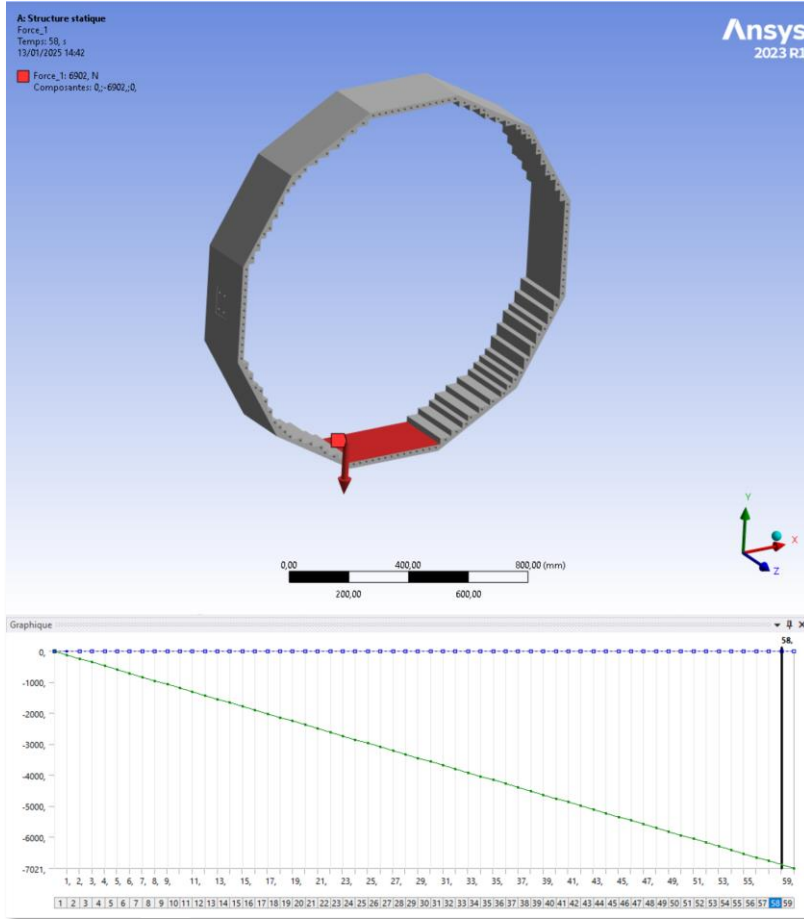 A: Structure statique
Force_1
Temps: 58, s
13/01/2025 14:42
Force_1: 6902, N
Composantes: 0,;-6902,;0,
Ansys
2023 R1
Y
X
Z
0,00 400,00 800,00 (mm)
200,00 600,00
Graphique
58,
0,
-1000,
-2000,
-3000,
-4000,
-5000,
-6000,
-7021,
1, 2, 3, 4, 5, 6, 7, 8, 9, 11, 13, 15, 17, 19, 21, 23, 25, 27, 29, 31, 33, 35, 37, 39, 41, 43, 45, 47, 49, 51, 53, 55, 59,
1 2 3 4 5 6 7 8 9 10 11 12 13 14 15 16 17 18 19 20 21 22 23 24 25 26 27 28 29 30 31 32 33 34 35 36 37 38 39 40 41 42 43 44 45 46 47 48 49 50 51 52 53 54 55 56 57 58 59